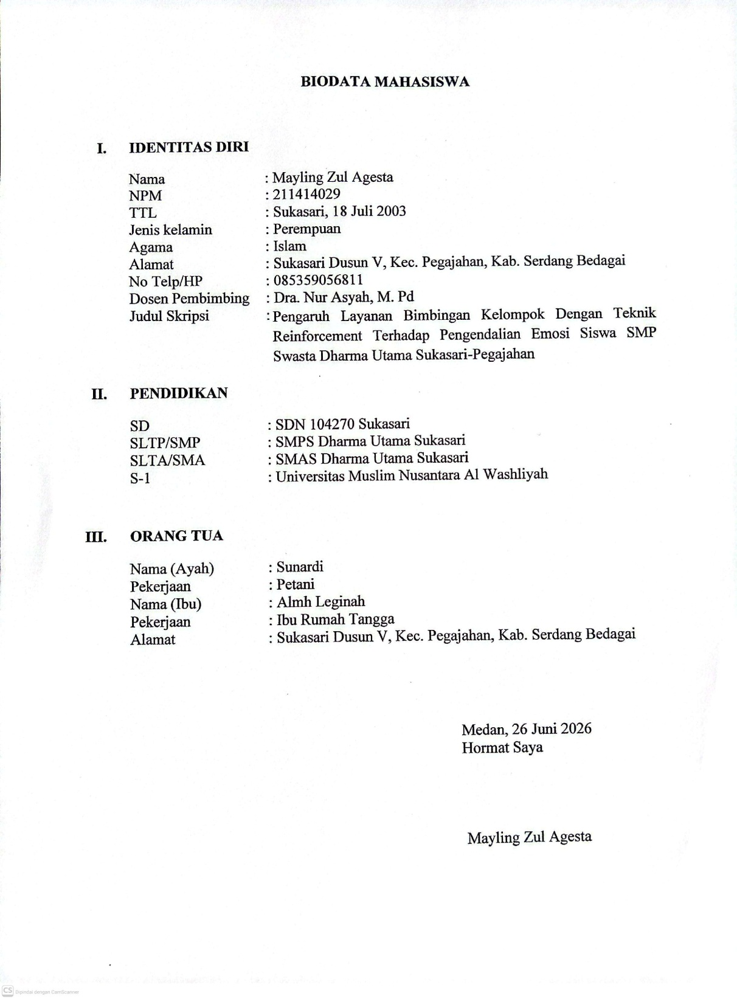 BIODATA MAHASISWA
I. IDENTITAS DIRI
Nama : Mayling Zul Agesta
NPM : 211414029
TTL : Sukasari, 18 Juli 2003
Jenis kelamin : Perempuan
Agama : Islam
Alamat : Sukasari Dusun V, Kec. Pegajahan, Kab. Serdang Bedagai
No Telp/HP : 085359056811
Dosen Pembimbing : Dra. Nur Asyah, M. Pd
Judul Skripsi : Pengaruh Layanan Bimbingan Kelompok Dengan Teknik
Reinforcement Terhadap Pengendalian Emosi Siswa SMP
Swasta Dharma Utama Sukasari-Pegajahan
II. PENDIDIKAN
SD : SDN 104270 Sukasari
SLTP/SMP : SMPS Dharma Utama Sukasari
SLTA/SMA : SMAS Dharma Utama Sukasari
S-1 : Universitas Muslim Nusantara Al Washliyah
III. ORANG TUA
Nama (Ayah) : Sunardi
Pekerjaan : Petani
Nama (Ibu) : Almh Leginah
Pekerjaan : Ibu Rumah Tangga
Alamat : Sukasari Dusun V, Kec. Pegajahan, Kab. Serdang Bedagai
Medan, 26 Juni 2026
Hormat Saya
Mayling Zul Agesta
CS Dipindai dengan CamScanner